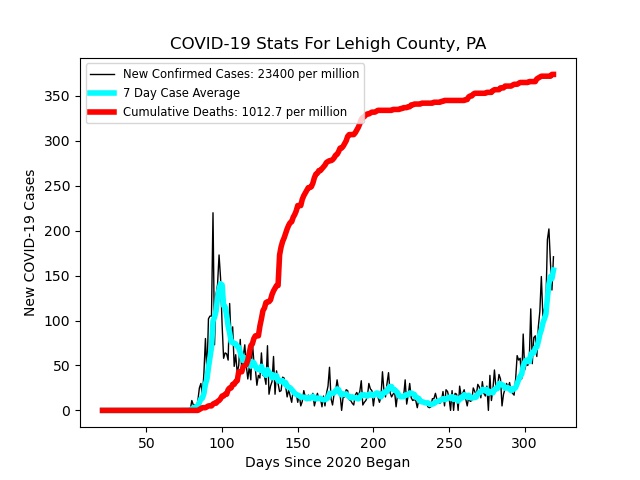 COVID-19 Stats For Lehigh County, PA
New Confirmed Cases: 23400 per million
7 Day Case Average
Cumulative Deaths: 1012.7 per million
New COVID-19 Cases
350
300
250
200
150
100
50
0
50 100 150 200 250 300
Days Since 2020 Began